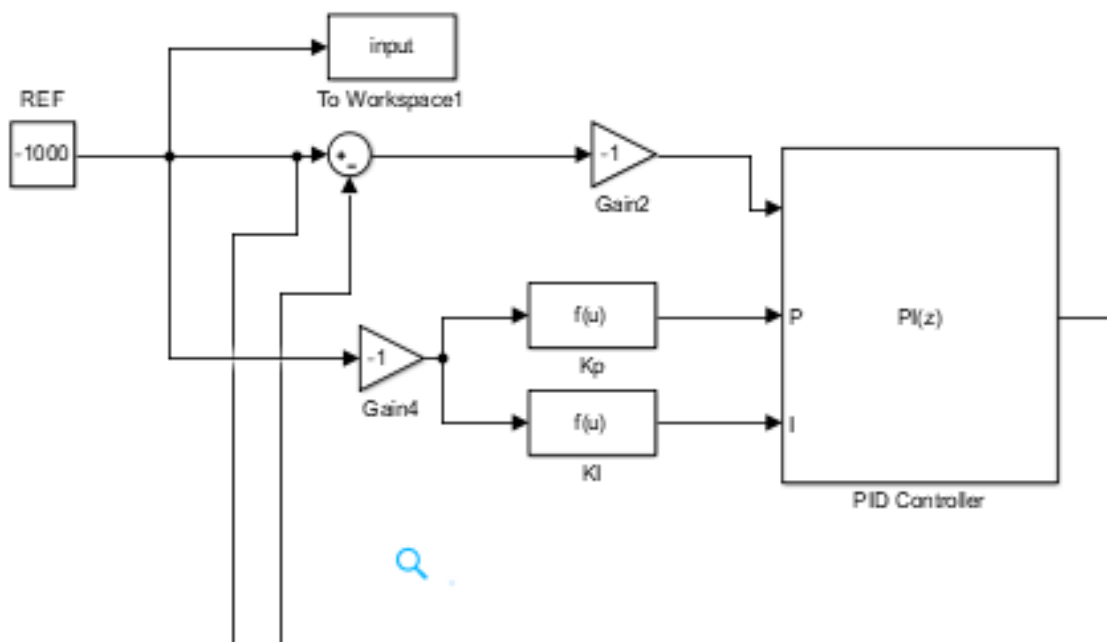 input
To Workspace1
REF
-1000
+
-
-1
Gain2
f(u)
Kp
P
PI(z)
-1
Gain4
f(u)
KI
I
PID Controller